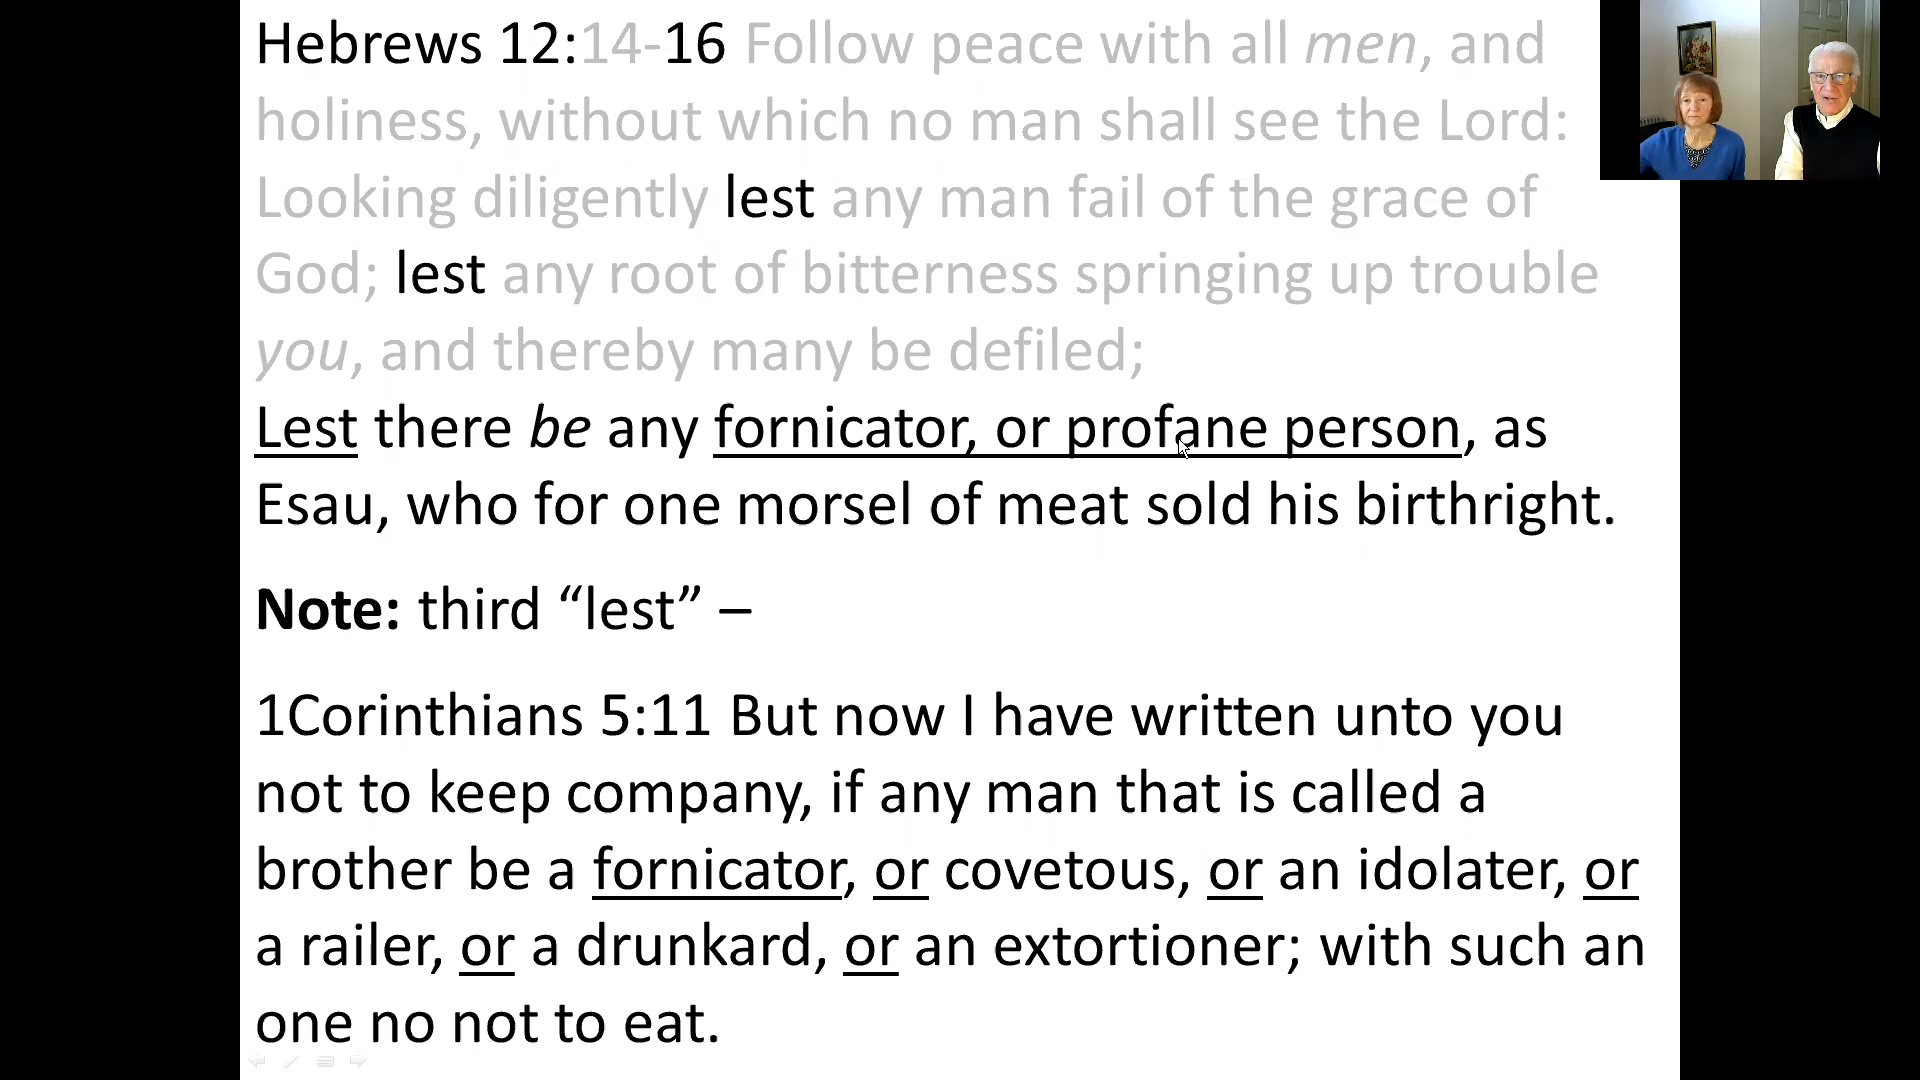 Hebrews 12:14-16 Follow peace with all men, and
holiness, without which no man shall see the Lord:
Looking diligently lest any man fail of the grace of
God; lest any root of bitterness springing up trouble
you, and thereby many be defiled;
Lest there be any fornicator, or profane person, as
Esau, who for one morsel of meat sold his birthright.
Note: third “lest” –
1Corinthians 5:11 But now I have written unto you
not to keep company, if any man that is called a
brother be a fornicator, or covetous, or an idolater, or
a railer, or a drunkard, or an extortioner; with such an
one no not to eat.